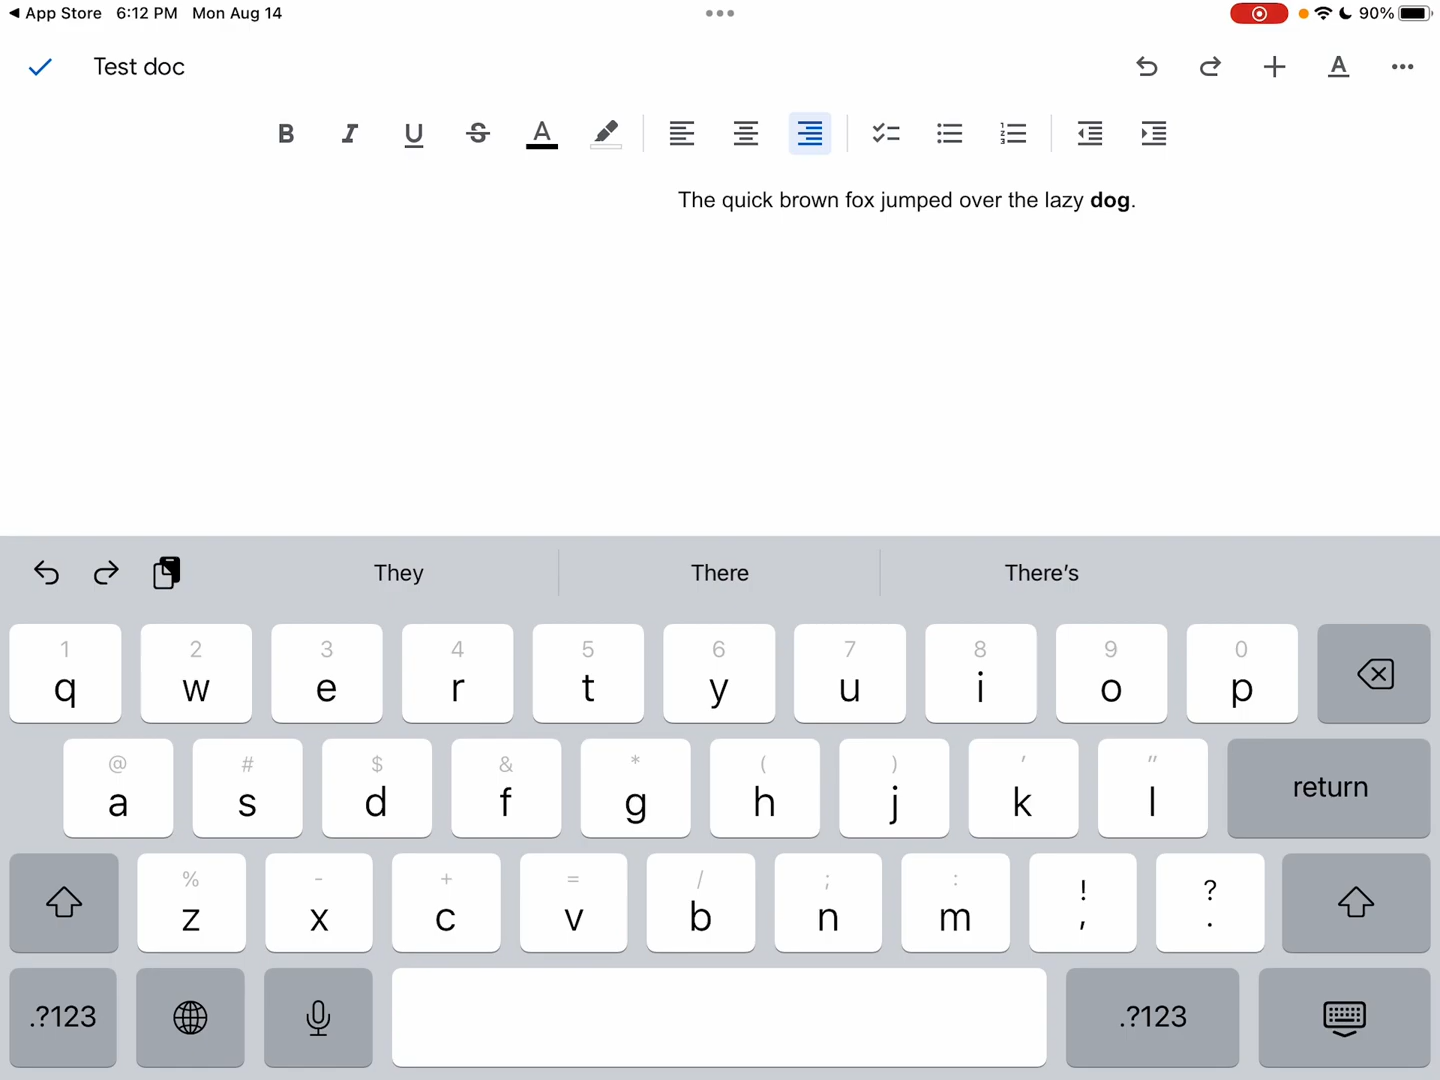 ◀ App Store 6:12 PM Mon Aug 14 90%
Test doc
B I U S A
The quick brown fox jumped over the lazy dog.
They There There's
1 2 3 4 5 6 7 8 9 0
q w e r t y u i o p
@ # $ & * ( ) ' "
a s d f g h j k l return
% - + = / ; : ! ?
z x c v b n m , .
.?123 .?123